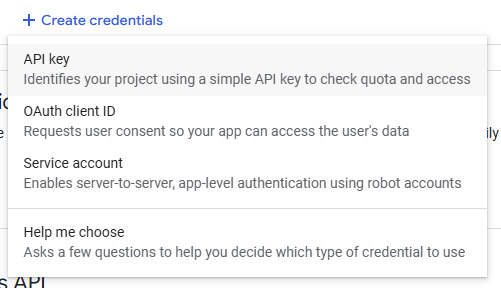 + Create credentials
API key
Identifies your project using a simple API key to check quota and access
OAuth client ID
Requests user consent so your app can access the user's data
ily
Service account
Enables server-to-server, app-level authentication using robot accounts
Help me choose
Asks a few questions to help you decide which type of credential to use
s API